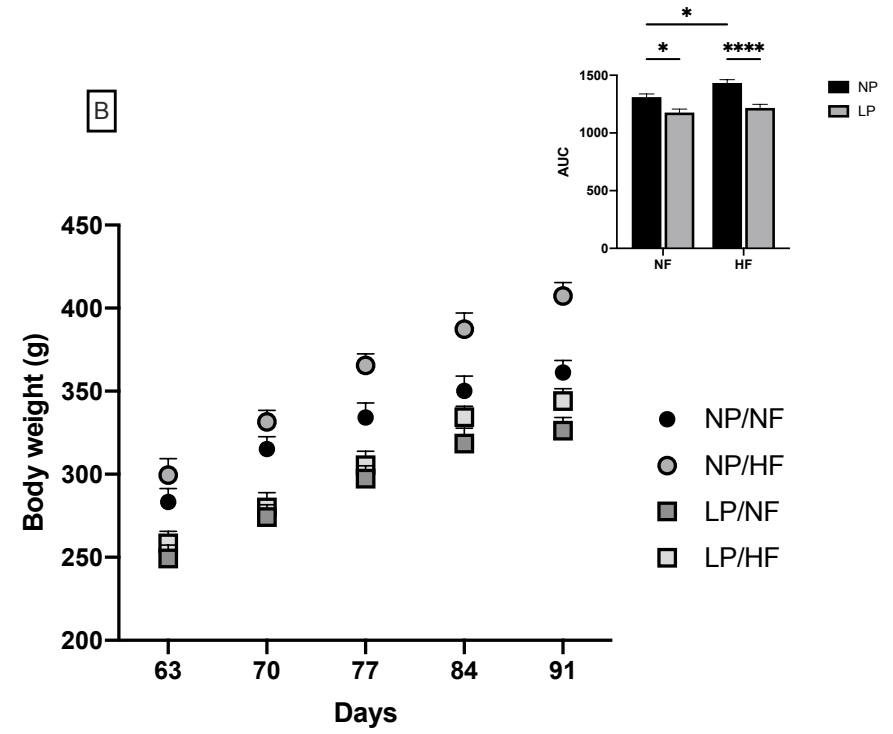 B
*
* ****
1500
1000
500
0
AUC
NF HF
NP
LP
450
400
350
300
250
200
Body weight (g)
63 70 77 84 91
Days
NP/NF
NP/HF
LP/NF
LP/HF